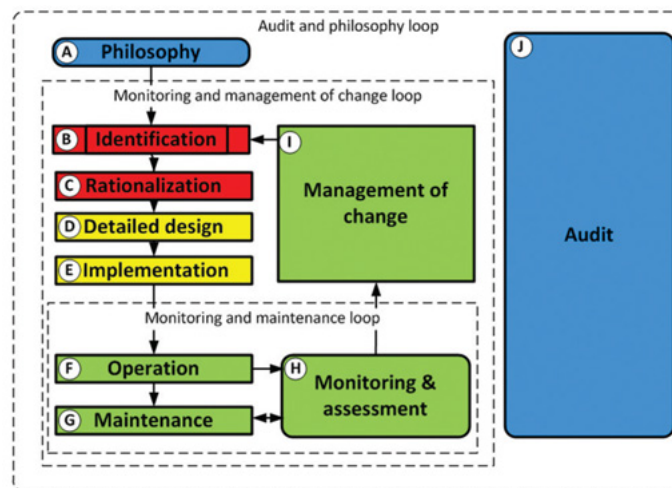 Audit and philosophy loop
A Philosophy
J
Monitoring and management of change loop
B Identification
I
C Rationalization
Management of
change
D Detailed design
Audit
E Implementation
Monitoring and maintenance loop
F Operation
H
Monitoring &
assessment
G Maintenance